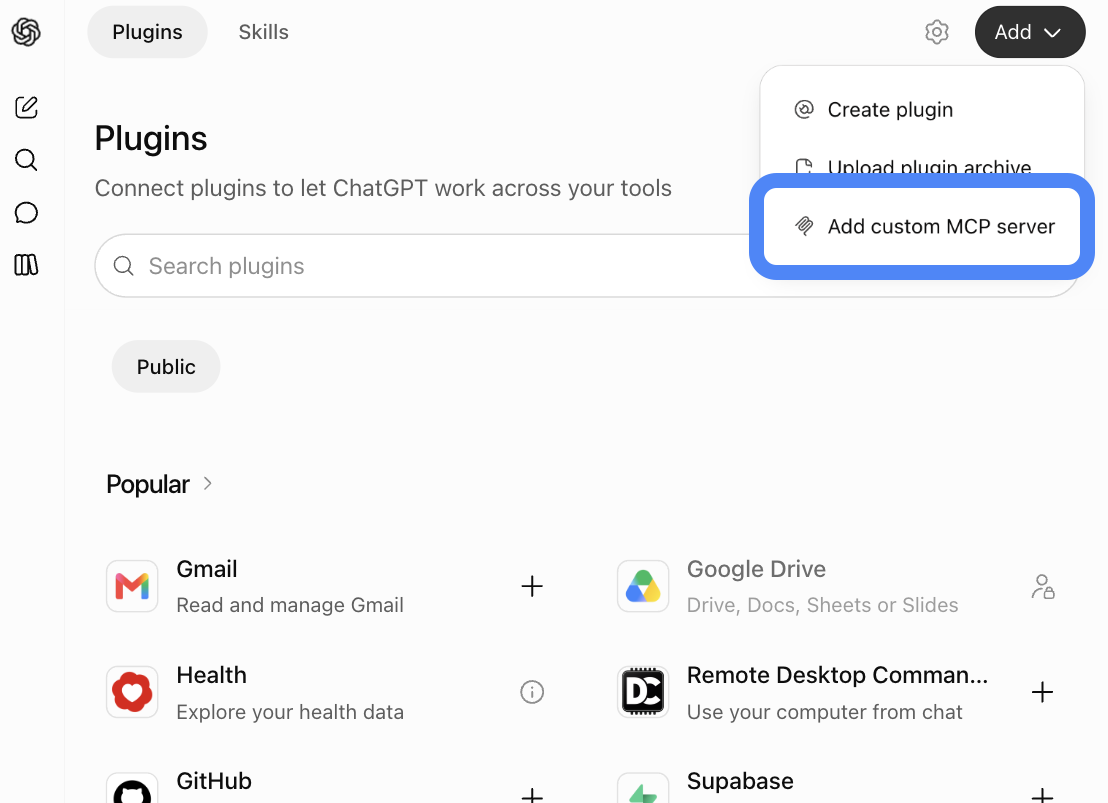 Plugins
Skills
Add
Create plugin
Upload plugin archive
Add custom MCP server
Plugins
Connect plugins to let ChatGPT work across your tools
Search plugins
Public
Popular
Gmail
Read and manage Gmail
Google Drive
Drive, Docs, Sheets or Slides
Health
Explore your health data
DC
Remote Desktop Comman...
Use your computer from chat
GitHub
Supabase